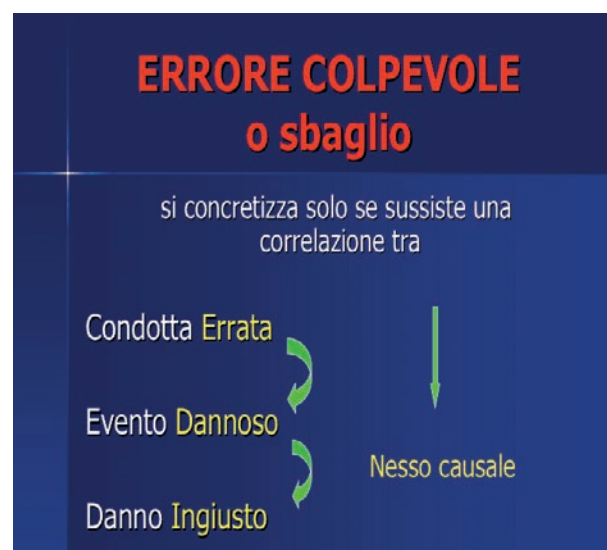 ERRORE COLPEVOLE
o sbaglio
si concretizza solo se sussiste una
correlazione tra
Condotta Errata
Evento Dannoso
Nesso causale
Danno Ingiusto